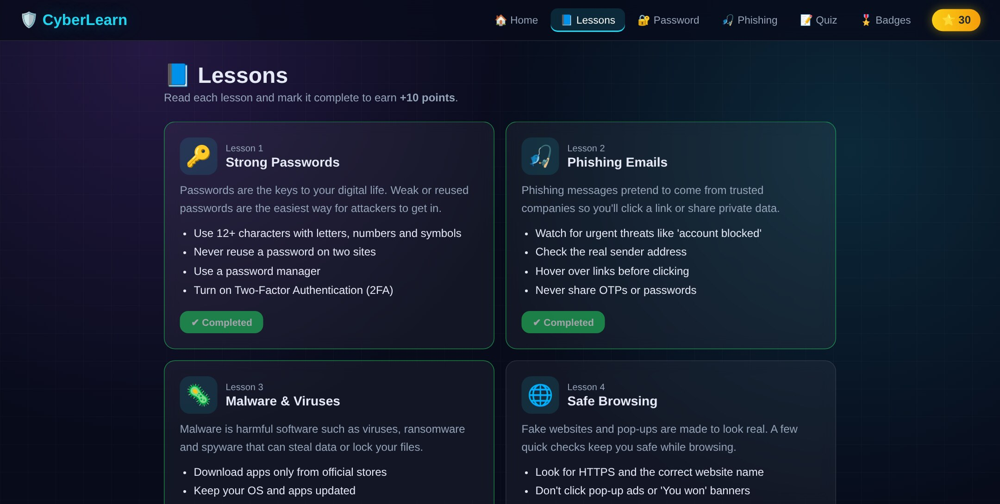 CyberLearn
Home
Lessons
Password
Phishing
Quiz
Badges
30
Lessons
Read each lesson and mark it complete to earn +10 points.
Lesson 1
Strong Passwords
Passwords are the keys to your digital life. Weak or reused
passwords are the easiest way for attackers to get in.
• Use 12+ characters with letters, numbers and symbols
• Never reuse a password on two sites
• Use a password manager
• Turn on Two-Factor Authentication (2FA)
✔ Completed
Lesson 2
Phishing Emails
Phishing messages pretend to come from trusted
companies so you'll click a link or share private data.
• Watch for urgent threats like 'account blocked'
• Check the real sender address
• Hover over links before clicking
• Never share OTPs or passwords
✔ Completed
Lesson 3
Malware & Viruses
Malware is harmful software such as viruses, ransomware
and spyware that can steal data or lock your files.
• Download apps only from official stores
• Keep your OS and apps updated
Lesson 4
Safe Browsing
Fake websites and pop-ups are made to look real. A few
quick checks keep you safe while browsing.
• Look for HTTPS and the correct website name
• Don't click pop-up ads or 'You won' banners